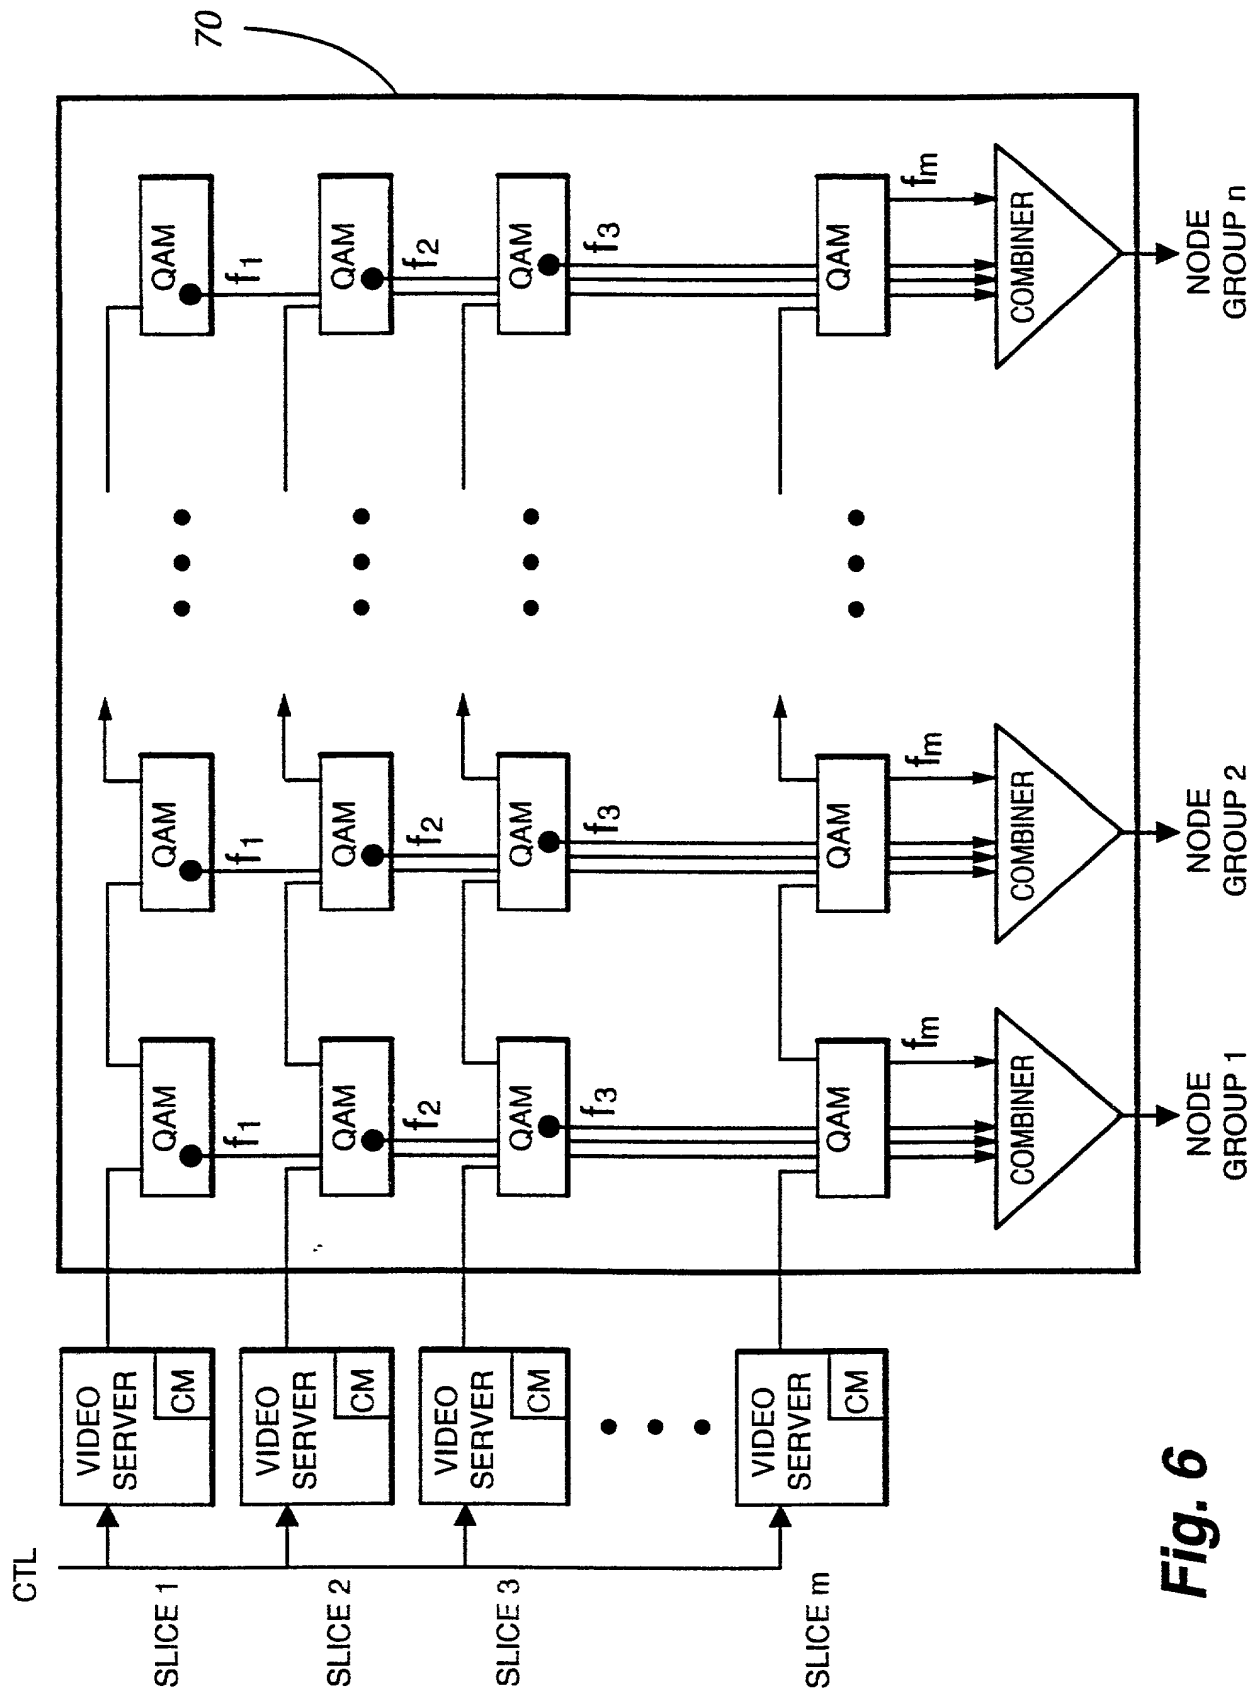 70
CTL
SLICE 1
VIDEO
SERVER
CM
QAM
f1
QAM
f1
QAM
f1
SLICE 2
VIDEO
SERVER
CM
QAM
f2
QAM
f2
QAM
f2
SLICE 3
VIDEO
SERVER
CM
QAM
f3
QAM
f3
QAM
f3
SLICE m
VIDEO
SERVER
CM
QAM
fm
QAM
fm
QAM
fm
COMBINER
COMBINER
COMBINER
NODE
GROUP 1
NODE
GROUP 2
NODE
GROUP n
Fig. 6